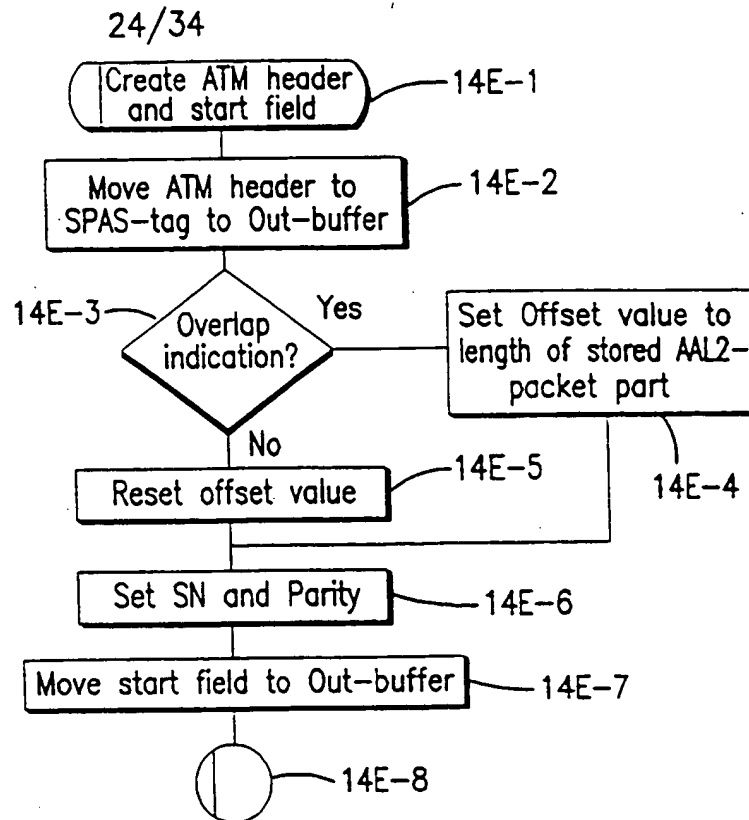 24/34
Create ATM header
and start field
14E-1
Move ATM header to
SPAS-tag to Out-buffer
14E-2
14E-3
Overlap
indication?
Yes
Set Offset value to
length of stored AAL2-
packet part
14E-4
No
Reset offset value
14E-5
Set SN and Parity
14E-6
Move start field to Out-buffer
14E-7
14E-8